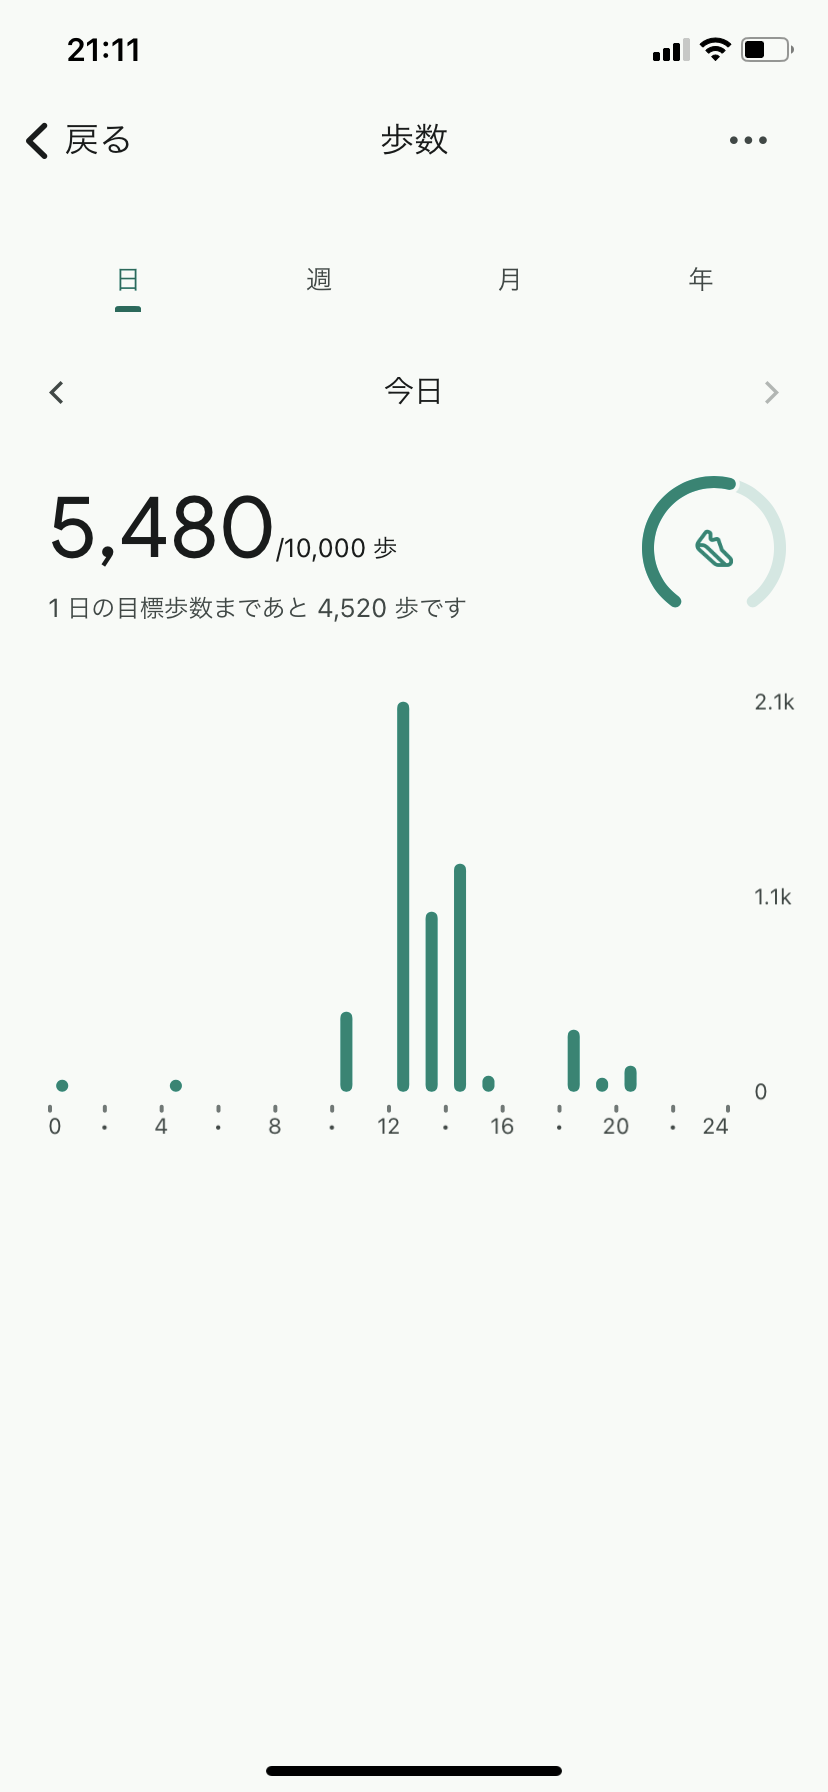 21:11
戻る 歩数
日 週 月 年
今日
5,480/10,000 歩
1 日の目標歩数まであと 4,520 歩です
2.1k
1.1k
0
0 • 4 • 8 • 12 • 16 • 20 • 24